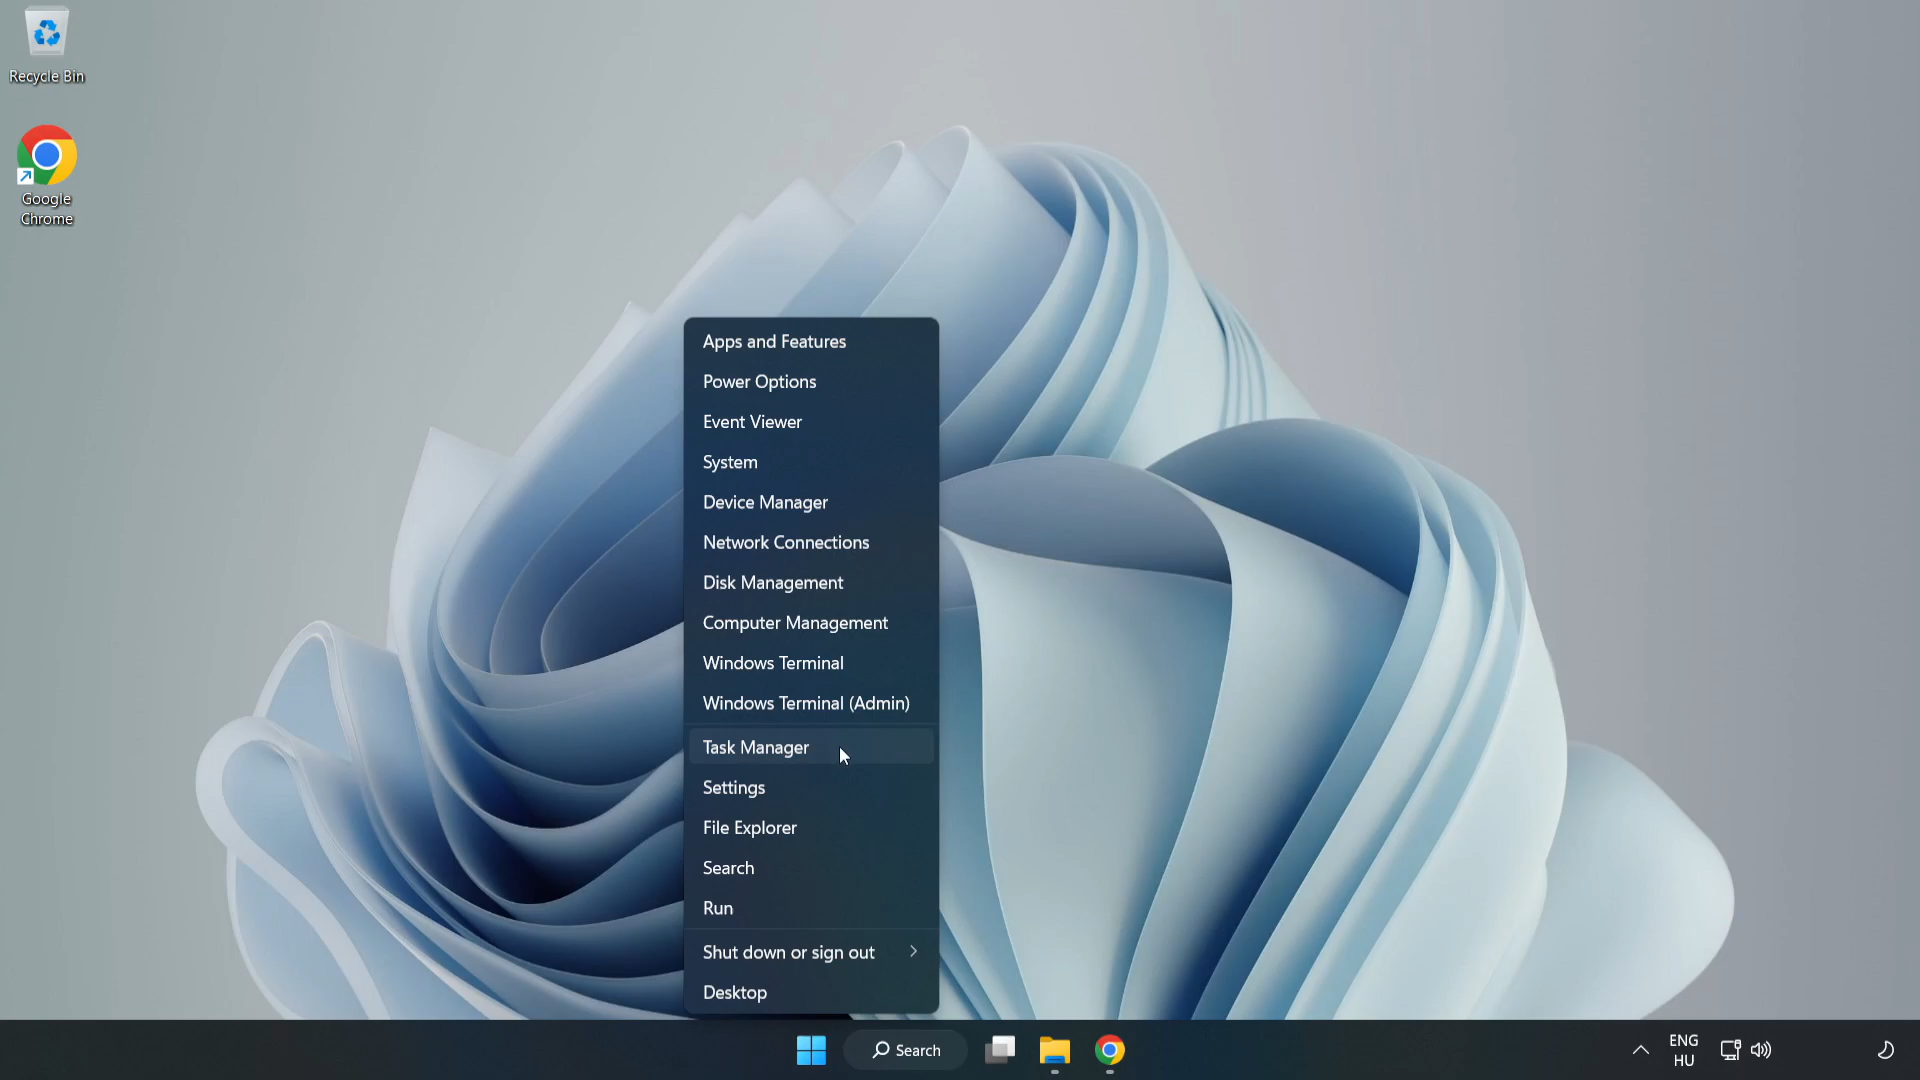 Recycle Bin
Google
Chrome
Apps and Features
Power Options
Event Viewer
System
Device Manager
Network Connections
Disk Management
Computer Management
Windows Terminal
Windows Terminal (Admin)
Task Manager
Settings
File Explorer
Search
Run
Shut down or sign out
Desktop
Search
ENG
HU